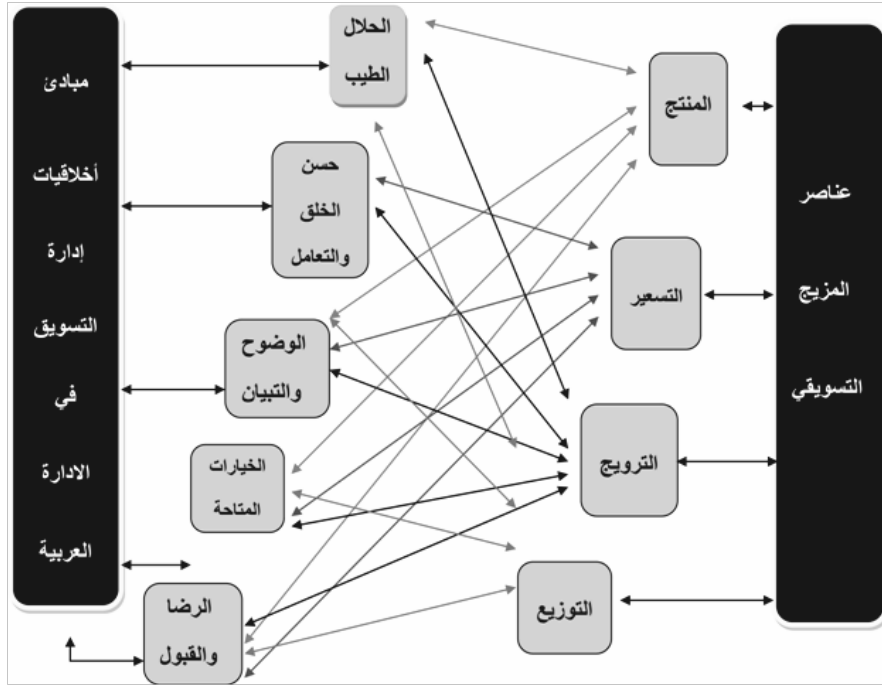 عناصر
المزيج
التسويقي
المنتج
التسعير
الترويج
التوزيع
الحلال
الطيب
حسن
الخلق
والتعامل
الوضوح
والتبيان
الخيارات
المتاحة
الرضا
والقبول
مبادئ
أخلاقيات
إدارة
التسويق
في
الادارة
العربية